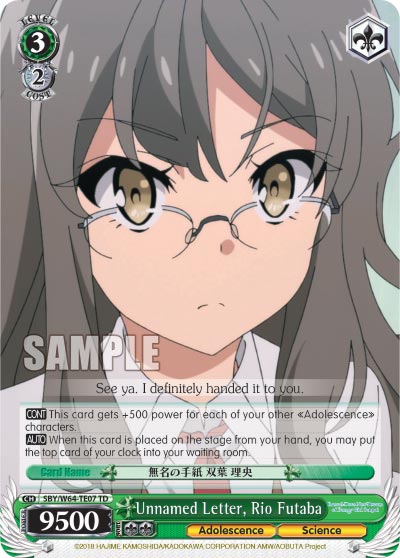 LEVEL
3
2
COST
SAMPLE
See ya. I definitely handed it to you.
CONT This card gets +500 power for each of your other «Adolescence»
characters.
AUTO When this card is placed on the stage from your hand, you may put
the top card of your clock into your waiting room.
Card Name
無名の手紙 双葉 理央
SBY/W64-TE07 TD
POWER
9500
SOUL
Unnamed Letter, Rio Futaba
Adolescence
Science
©2018 HAJIME KAMOSHIDA/KADOKAWA CORPORATION AMW/AOBUTA Project